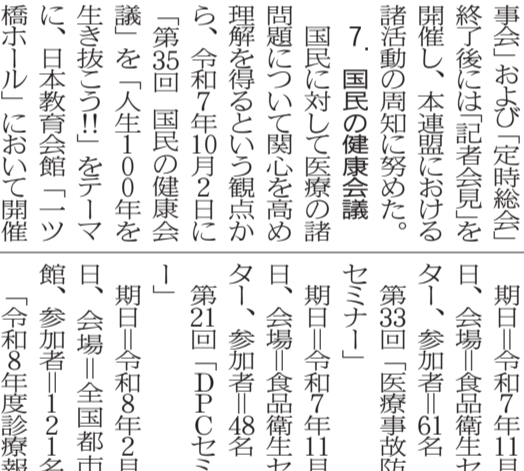 事会」および「定時総会」
終了後には「記者会見」を
開催し、本連盟における
諸活動の周知に努めた。
7．国民の健康会議
国民に対して医療の諸
問題について関心を高め
理解を得るという観点か
ら、令和7年10月2日に
「第35回 国民の健康会
議」を「人生100年を
生き抜こう!!」をテーマ
に、日本教育会館「一ツ
橋ホール」において開催
期日＝令和7年11月
日、会場＝食品衛生セ
ター、参加者＝61名
第33回「医療事故防
セミナー」
期日＝令和7年11月
日、会場＝食品衛生セ
ター、参加者＝48名
第21回「DPCセミ
ー」
期日＝令和8年2月
日、会場＝全国都市
館、参加者＝121名
「令和8年度診療報